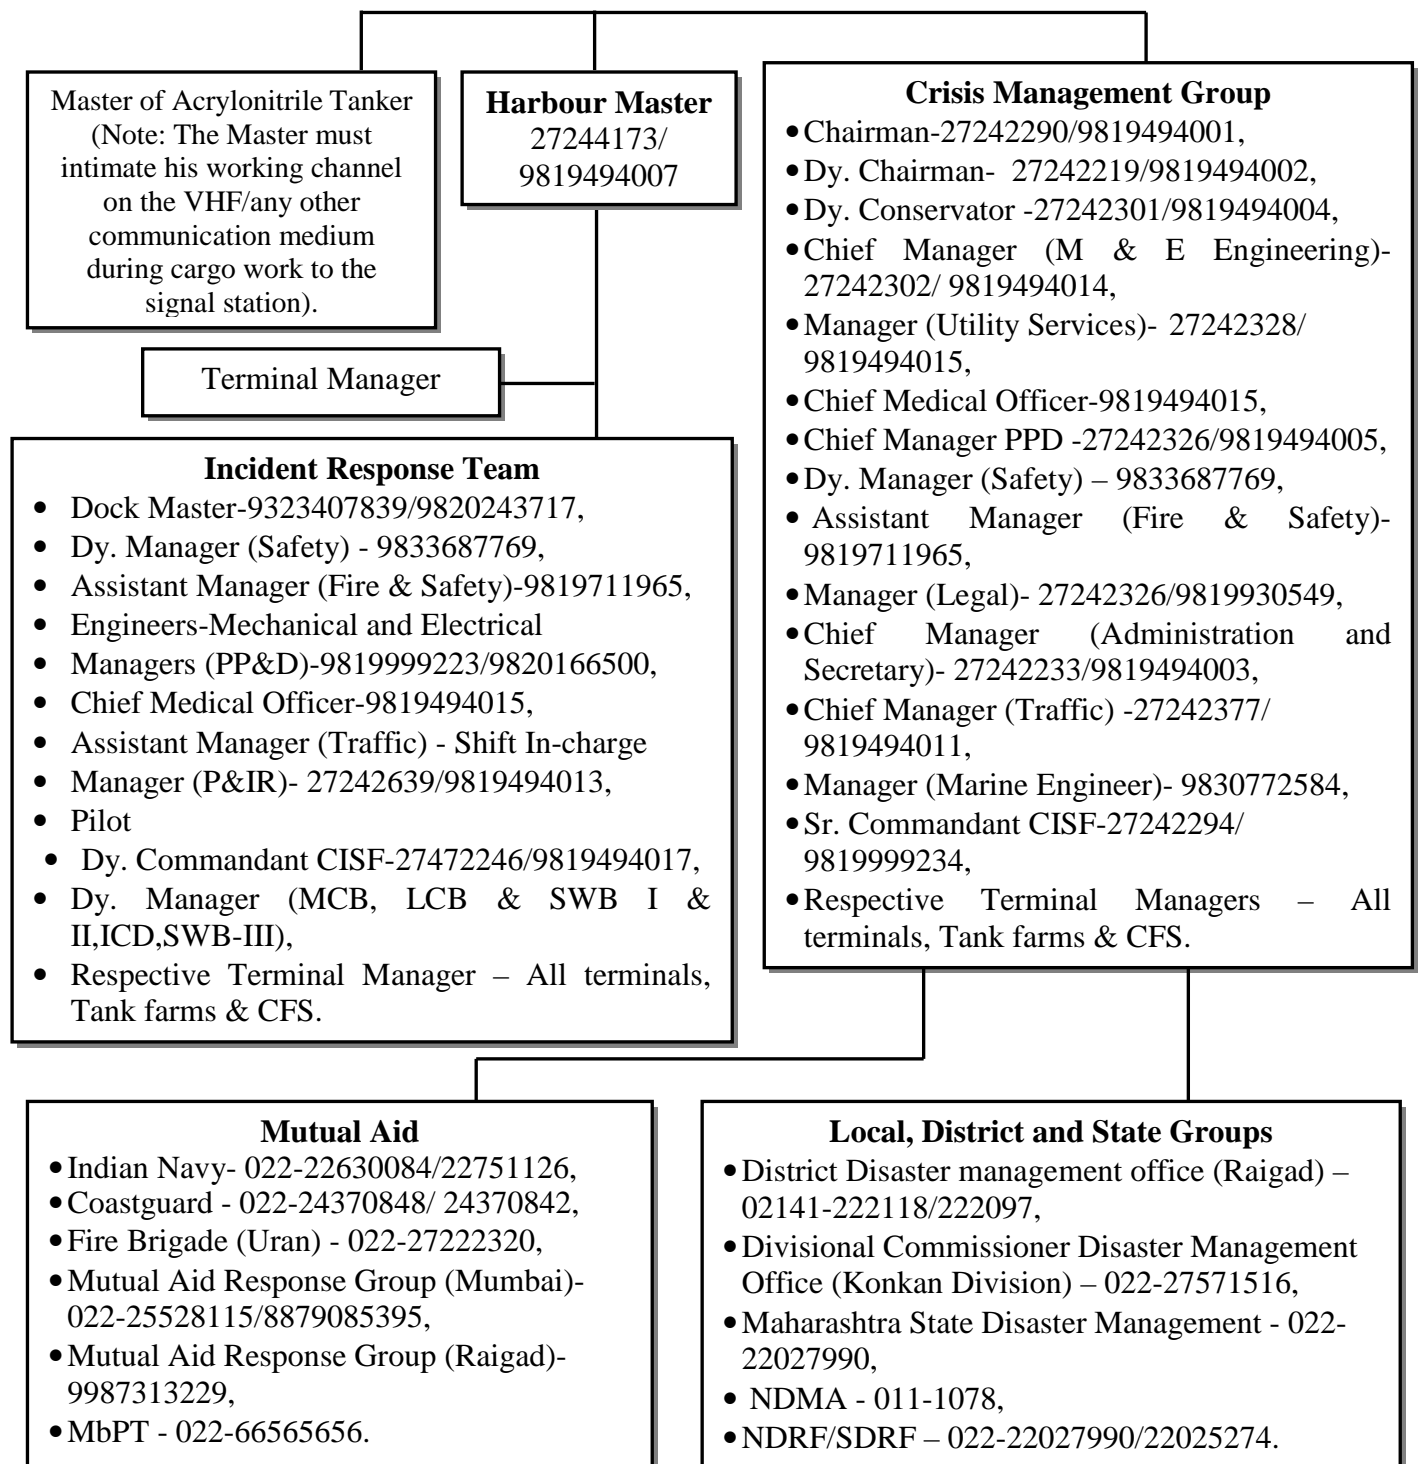 Master of Acrylonitrile Tanker
(Note: The Master must
intimate his working channel
on the VHF/any other
communication medium
during cargo work to the
signal station).
Harbour Master
27244173/
9819494007
Crisis Management Group
•Chairman-27242290/9819494001,
•Dy. Chairman- 27242219/9819494002,
•Dy. Conservator -27242301/9819494004,
•Chief Manager (M & E Engineering)-
27242302/ 9819494014,
•Manager (Utility Services)- 27242328/
9819494015,
•Chief Medical Officer-9819494015,
•Chief Manager PPD -27242326/9819494005,
•Dy. Manager (Safety) – 9833687769,
• Assistant Manager (Fire & Safety)-
9819711965,
•Manager (Legal)- 27242326/9819930549,
•Chief Manager (Administration and
Secretary)- 27242233/9819494003,
•Chief Manager (Traffic) -27242377/
9819494011,
•Manager (Marine Engineer)- 9830772584,
•Sr. Commandant CISF-27242294/
9819999234,
•Respective Terminal Managers – All
terminals, Tank farms & CFS.
Terminal Manager
Incident Response Team
• Dock Master-9323407839/9820243717,
• Dy. Manager (Safety) - 9833687769,
• Assistant Manager (Fire & Safety)-9819711965,
• Engineers-Mechanical and Electrical
• Managers (PP&D)-9819999223/9820166500,
• Chief Medical Officer-9819494015,
• Assistant Manager (Traffic) - Shift In-charge
• Manager (P&IR)- 27242639/9819494013,
• Pilot
• Dy. Commandant CISF-27472246/9819494017,
• Dy. Manager (MCB, LCB & SWB I &
II,ICD,SWB-III),
• Respective Terminal Manager – All terminals,
Tank farms & CFS.
Mutual Aid
•Indian Navy- 022-22630084/22751126,
•Coastguard - 022-24370848/ 24370842,
•Fire Brigade (Uran) - 022-27222320,
•Mutual Aid Response Group (Mumbai)-
022-25528115/8879085395,
•Mutual Aid Response Group (Raigad)-
9987313229,
•MbPT - 022-66565656.
Local, District and State Groups
•District Disaster management office (Raigad) –
02141-222118/222097,
•Divisional Commissioner Disaster Management
Office (Konkan Division) – 022-27571516,
•Maharashtra State Disaster Management - 022-
22027990,
• NDMA - 011-1078,
•NDRF/SDRF – 022-22027990/22025274.